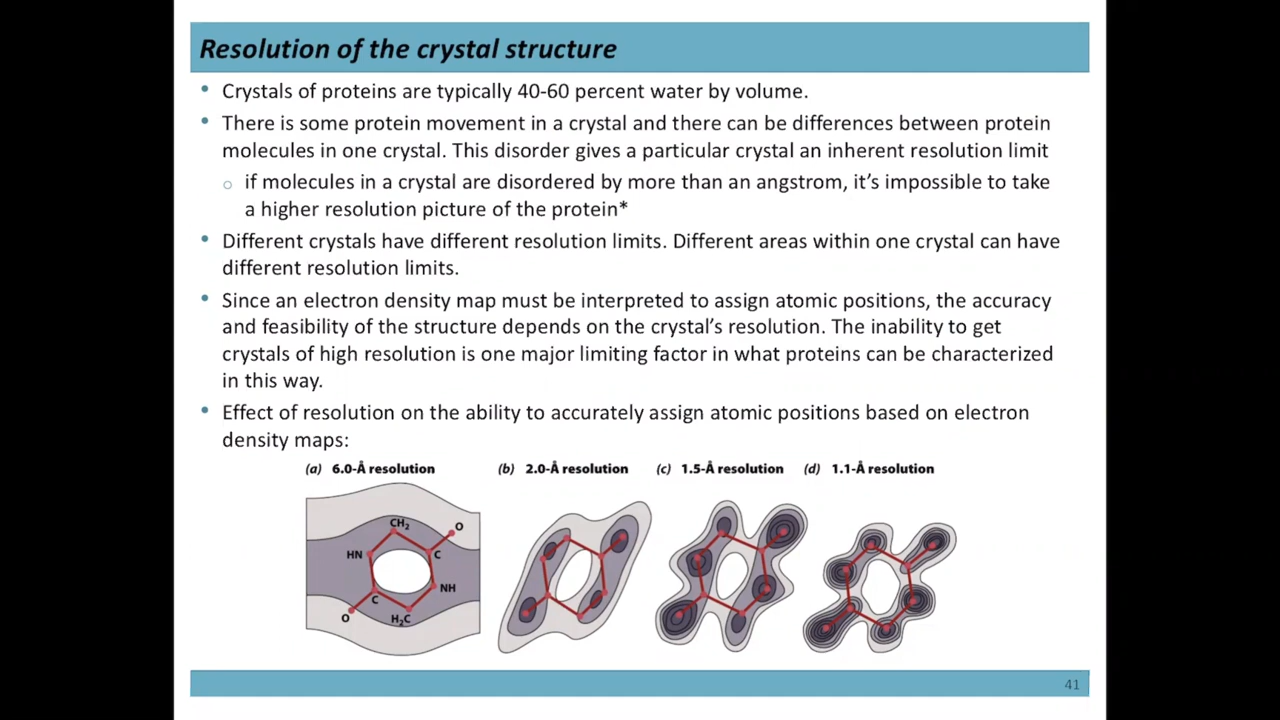 Resolution of the crystal structure
• Crystals of proteins are typically 40-60 percent water by volume.
• There is some protein movement in a crystal and there can be differences between protein
molecules in one crystal. This disorder gives a particular crystal an inherent resolution limit
○ if molecules in a crystal are disordered by more than an angstrom, it's impossible to take
a higher resolution picture of the protein*
• Different crystals have different resolution limits. Different areas within one crystal can have
different resolution limits.
• Since an electron density map must be interpreted to assign atomic positions, the accuracy
and feasibility of the structure depends on the crystal's resolution. The inability to get
crystals of high resolution is one major limiting factor in what proteins can be characterized
in this way.
• Effect of resolution on the ability to accurately assign atomic positions based on electron
density maps:
(a) 6.0-Å resolution (b) 2.0-Å resolution (c) 1.5-Å resolution (d) 1.1-Å resolution
CH₂ O
HN C
C NH
O H₂C
41